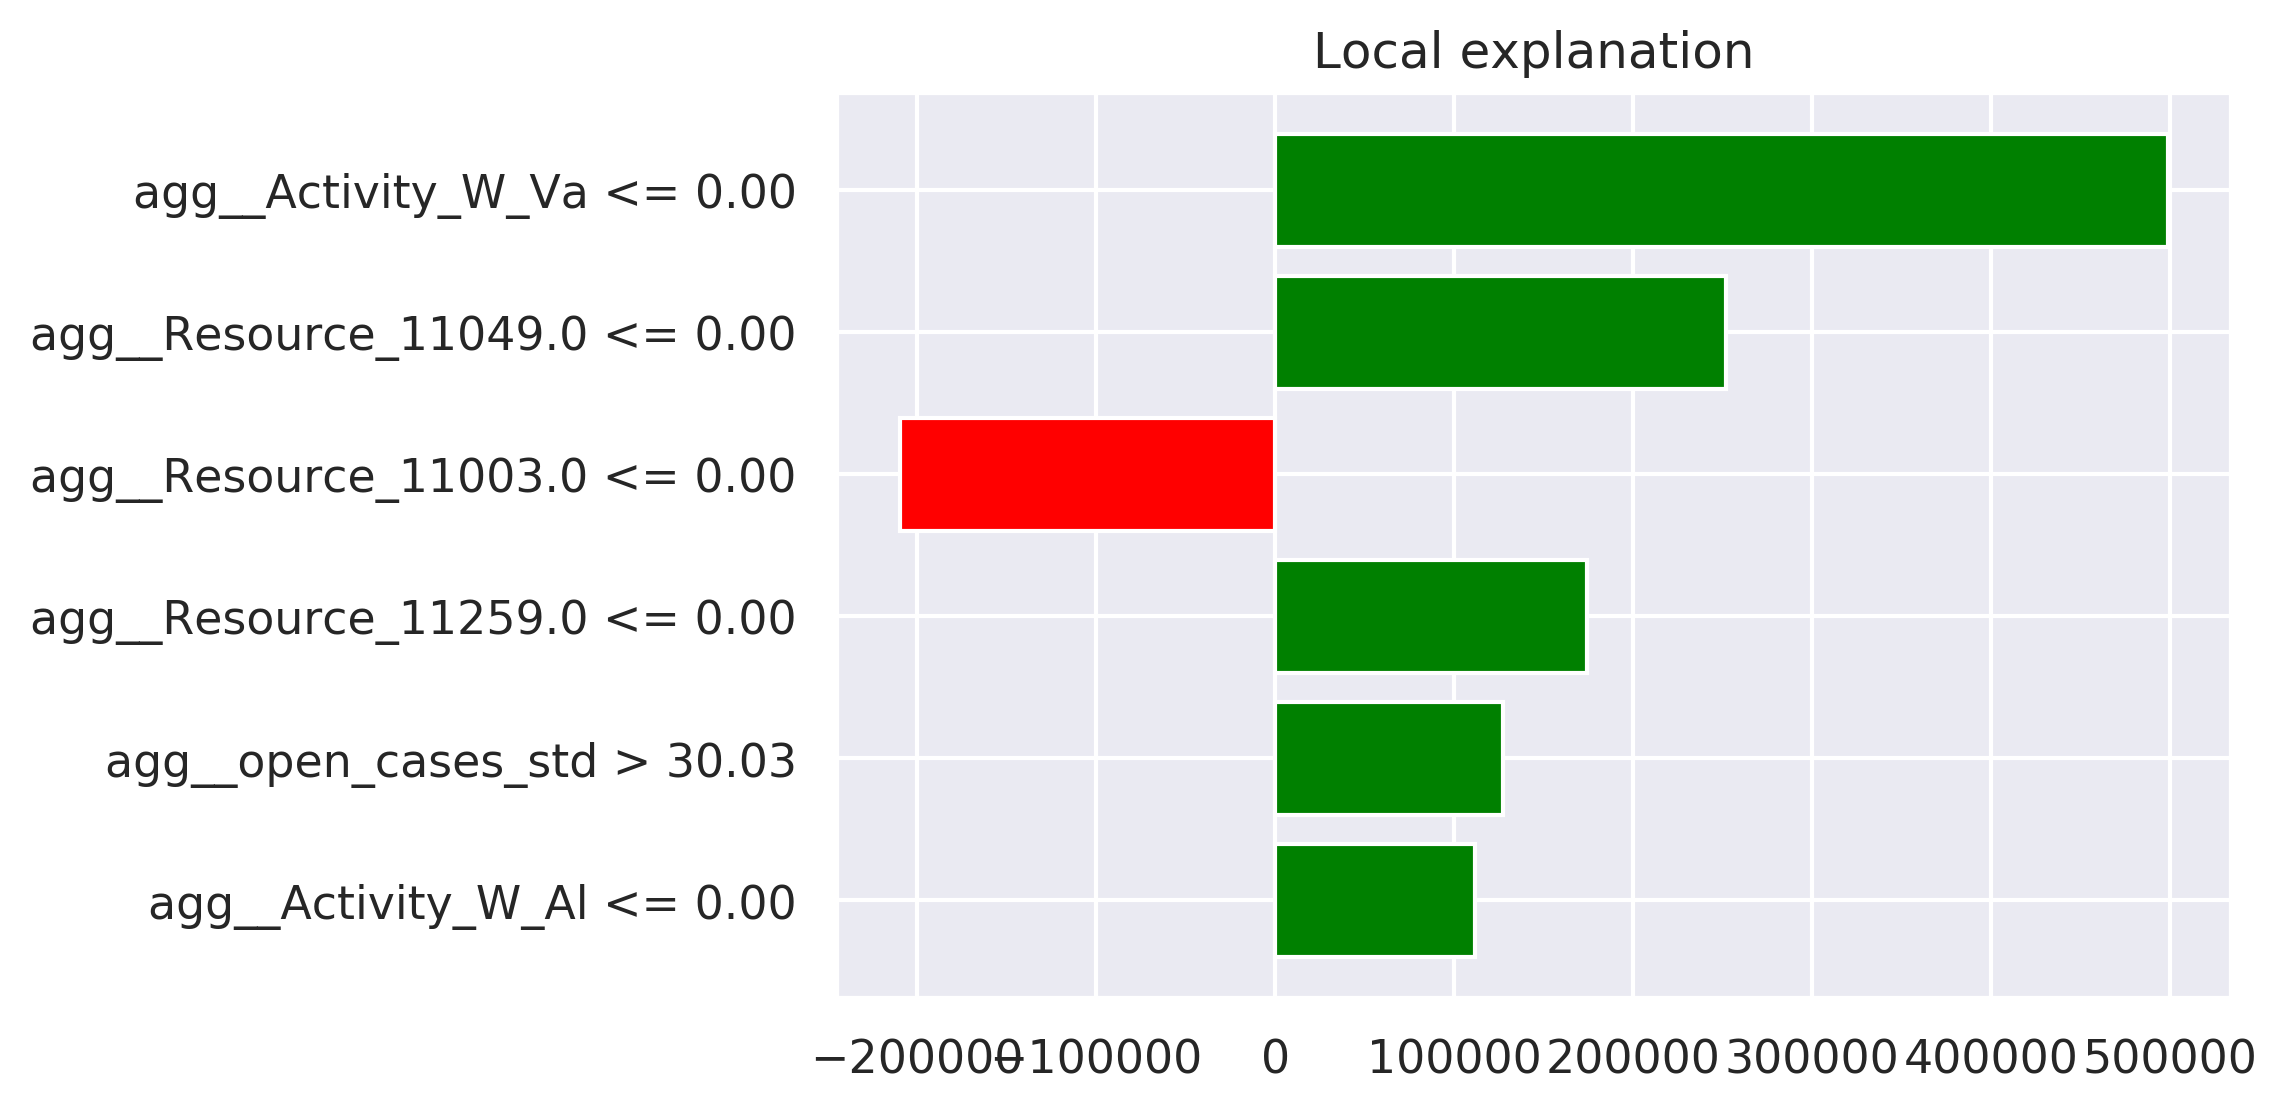 Local explanation
agg__Activity_W_Va <= 0.00
agg__Resource_11049.0 <= 0.00
agg__Resource_11003.0 <= 0.00
agg__Resource_11259.0 <= 0.00
agg__open_cases_std > 30.03
agg__Activity_W_Al <= 0.00
−200000 −100000 0 100000 200000 300000 400000 500000